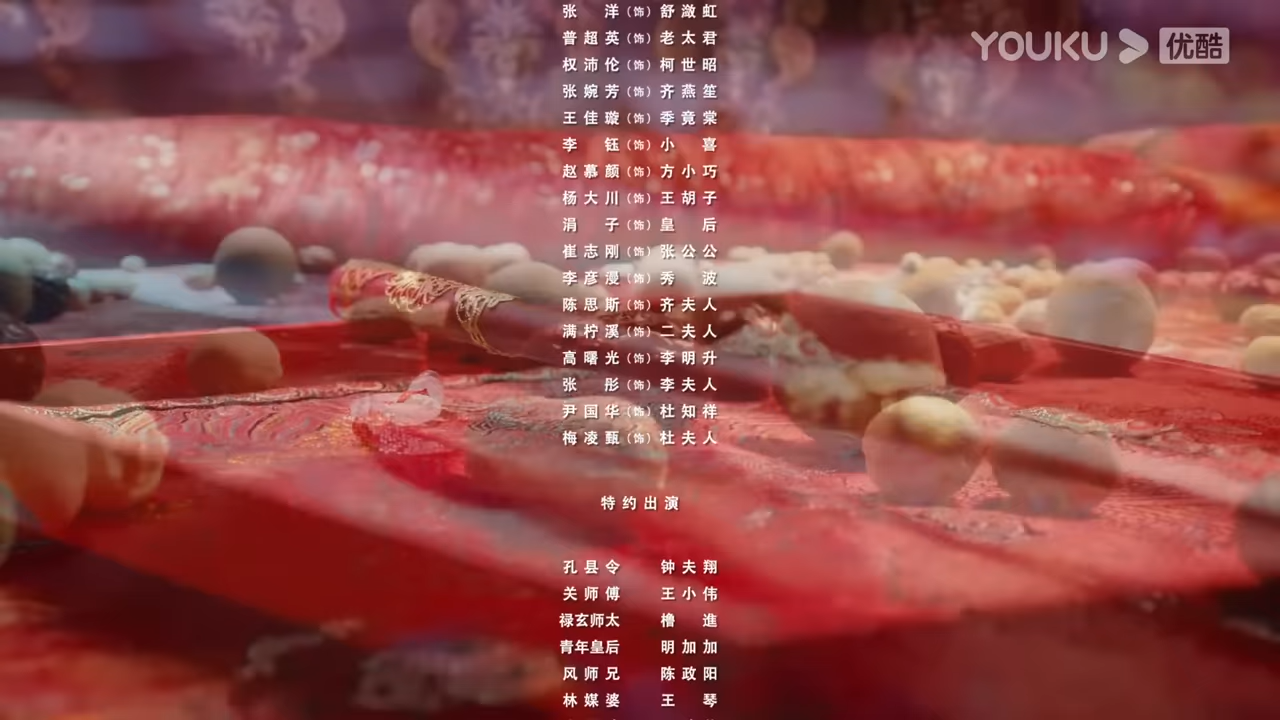 张洋（饰）舒潋虹
YOUKU 优酷
普超英（饰）老太君
权沛伦（饰）柯世昭
张婉芳（饰）齐燕笙
王佳璇（饰）季竟棠
李钰（饰）小喜
赵慕颜（饰）方小巧
杨大川（饰）王胡子
涓子（饰）皇后
崔志刚（饰）张公公
李彦漫（饰）秀波
陈思斯（饰）齐夫人
满柠溪（饰）二夫人
高曙光（饰）李明升
张彤（饰）李夫人
尹国华（饰）杜知祥
梅凌甄（饰）杜夫人
特约出演
孔县令 钟夫翔
关师傅 王小伟
禄玄师太 橹進
青年皇后 明加加
风师兄 陈政阳
林媒婆 王琴